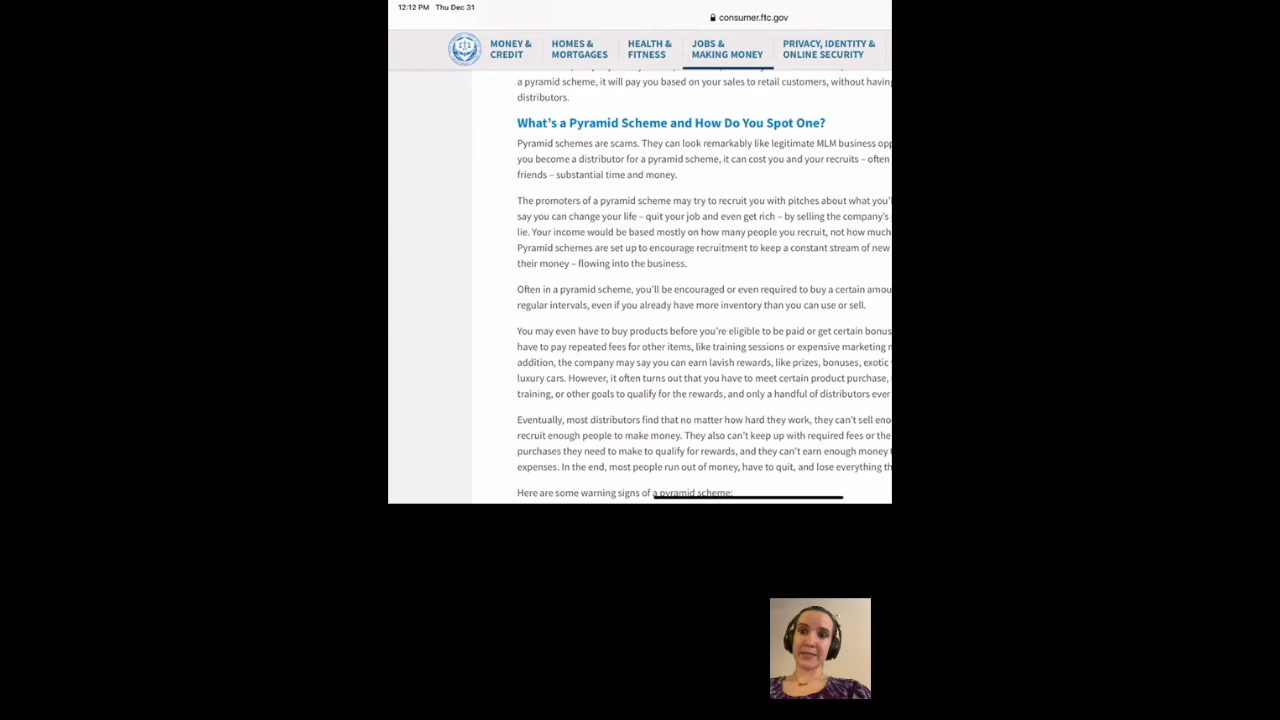 12:12 PM Thu Dec 31
consumer.ftc.gov
MONEY & CREDIT
HOMES & MORTGAGES
HEALTH & FITNESS
JOBS & MAKING MONEY
PRIVACY, IDENTITY & ONLINE SECURITY
a pyramid scheme, it will pay you based on your sales to retail customers, without having
distributors.
What's a Pyramid Scheme and How Do You Spot One?
Pyramid schemes are scams. They can look remarkably like legitimate MLM business opp
you become a distributor for a pyramid scheme, it can cost you and your recruits – often
friends – substantial time and money.
The promoters of a pyramid scheme may try to recruit you with pitches about what you'l
say you can change your life – quit your job and even get rich – by selling the company's
lie. Your income would be based mostly on how many people you recruit, not how much
Pyramid schemes are set up to encourage recruitment to keep a constant stream of new
their money – flowing into the business.
Often in a pyramid scheme, you'll be encouraged or even required to buy a certain amou
regular intervals, even if you already have more inventory than you can use or sell.
You may even have to buy products before you're eligible to be paid or get certain bonus
have to pay repeated fees for other items, like training sessions or expensive marketing
addition, the company may say you can earn lavish rewards, like prizes, bonuses, exotic
luxury cars. However, it often turns out that you have to meet certain product purchase,
training, or other goals to qualify for the rewards, and only a handful of distributors ever
Eventually, most distributors find that no matter how hard they work, they can't sell eno
recruit enough people to make money. They also can't keep up with required fees or the
purchases they need to make to qualify for rewards, and they can't earn enough money
expenses. In the end, most people run out of money, have to quit, and lose everything th
Here are some warning signs of a pyramid scheme: